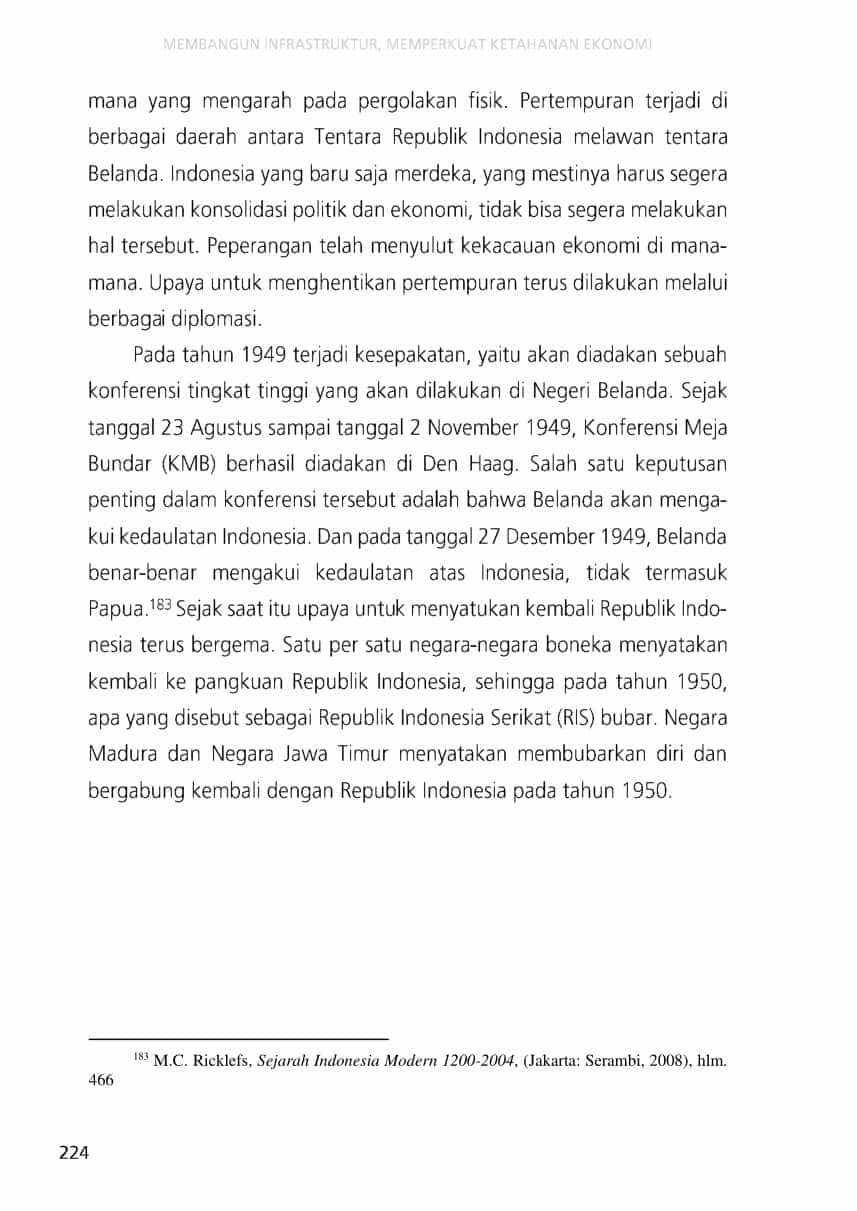 MEMBANGUN INFRASTRUKTUR, MEMPERKUAT KETAHANAN EKONOMI
mana yang mengarah pada pergolakan fisik. Pertempuran terjadi di
berbagai daerah antara Tentara Republik Indonesia melawan tentara
Belanda. Indonesia yang baru saja merdeka, yang mestinya harus segera
melakukan konsolidasi politik dan ekonomi, tidak bisa segera melakukan
hal tersebut. Peperangan telah menyulut kekacauan ekonomi di mana-
mana. Upaya untuk menghentikan pertempuran terus dilakukan melalui
berbagai diplomasi.
Pada tahun 1949 terjadi kesepakatan, yaitu akan diadakan sebuah
konferensi tingkat tinggi yang akan dilakukan di Negeri Belanda. Sejak
tanggal 23 Agustus sampai tanggal 2 November 1949, Konferensi Meja
Bundar (KMB) berhasil diadakan di Den Haag. Salah satu keputusan
penting dalam konferensi tersebut adalah bahwa Belanda akan menga-
kui kedaulatan Indonesia. Dan pada tanggal 27 Desember 1949, Belanda
benar-benar mengakui kedaulatan atas Indonesia, tidak termasuk
Papua.183 Sejak saat itu upaya untuk menyatukan kembali Republik Indo-
nesia terus bergema. Satu per satu negara-negara boneka menyatakan
kembali ke pangkuan Republik Indonesia, sehingga pada tahun 1950,
apa yang disebut sebagai Republik Indonesia Serikat (RIS) bubar. Negara
Madura dan Negara Jawa Timur menyatakan membubarkan diri dan
bergabung kembali dengan Republik Indonesia pada tahun 1950.
183 M.C. Ricklefs, Sejarah Indonesia Modern 1200-2004, (Jakarta: Serambi, 2008), hlm.
466
224